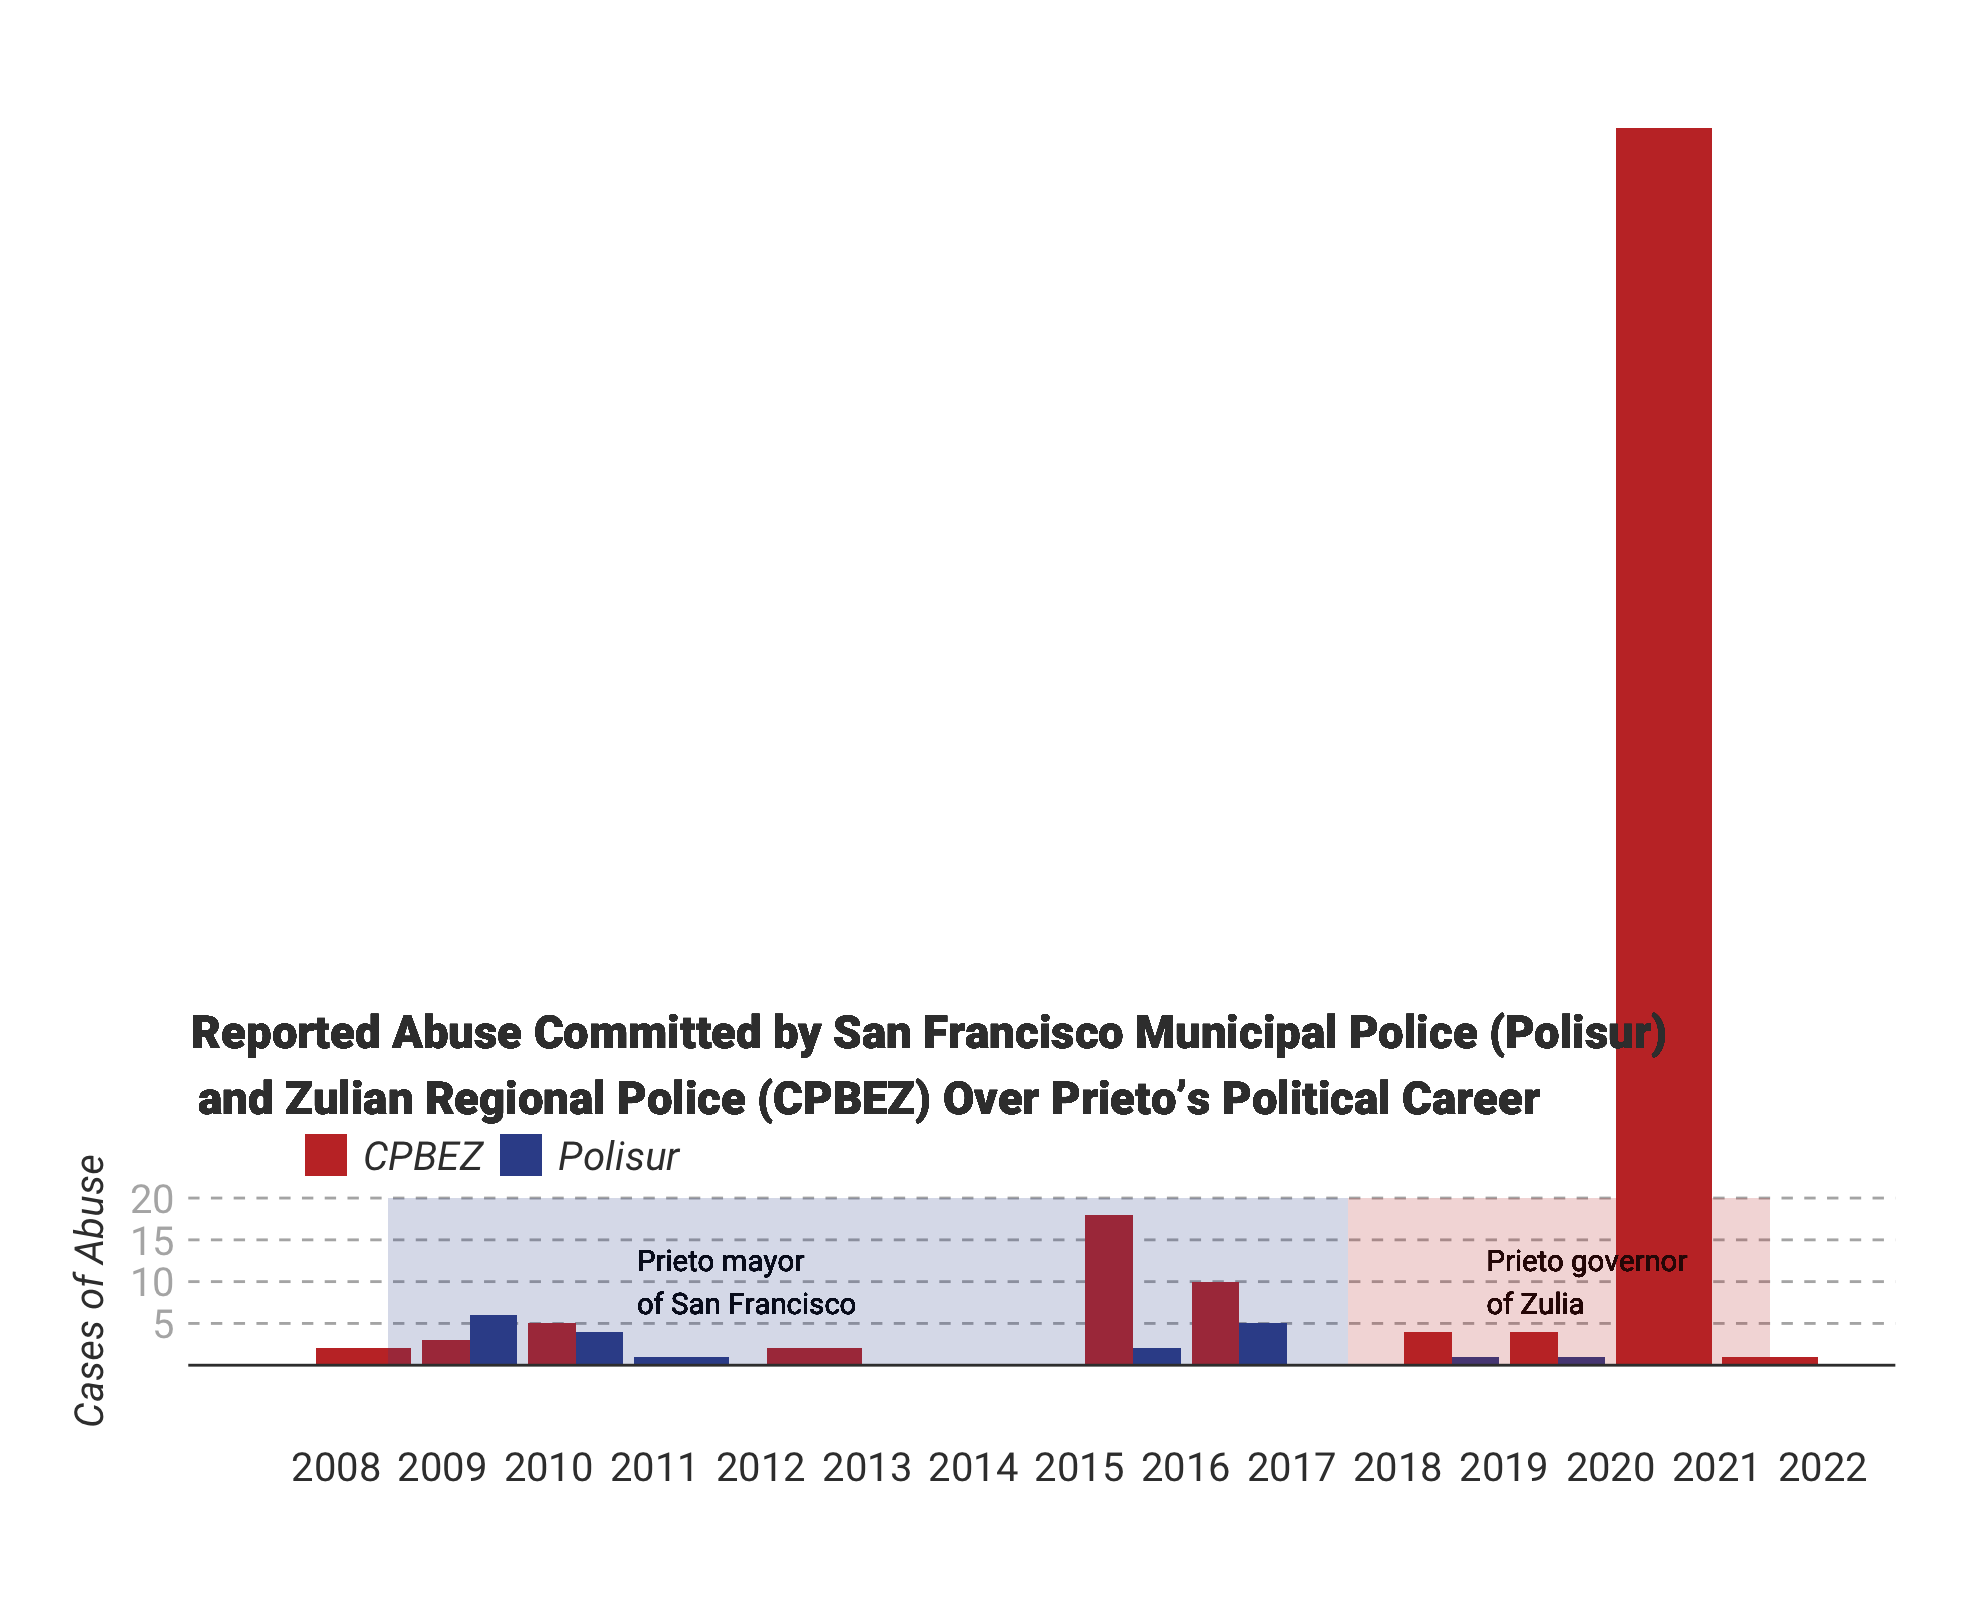 Reported Abuse Committed by San Francisco Municipal Police (Polisur)
and Zulian Regional Police (CPBEZ) Over Prieto’s Political Career
CPBEZ Polisur
Cases of Abuse
20
15
10
5
Prieto mayor
of San Francisco
Prieto governor
of Zulia
2008 2009 2010 2011 2012 2013 2014 2015 2016 2017 2018 2019 2020 2021 2022